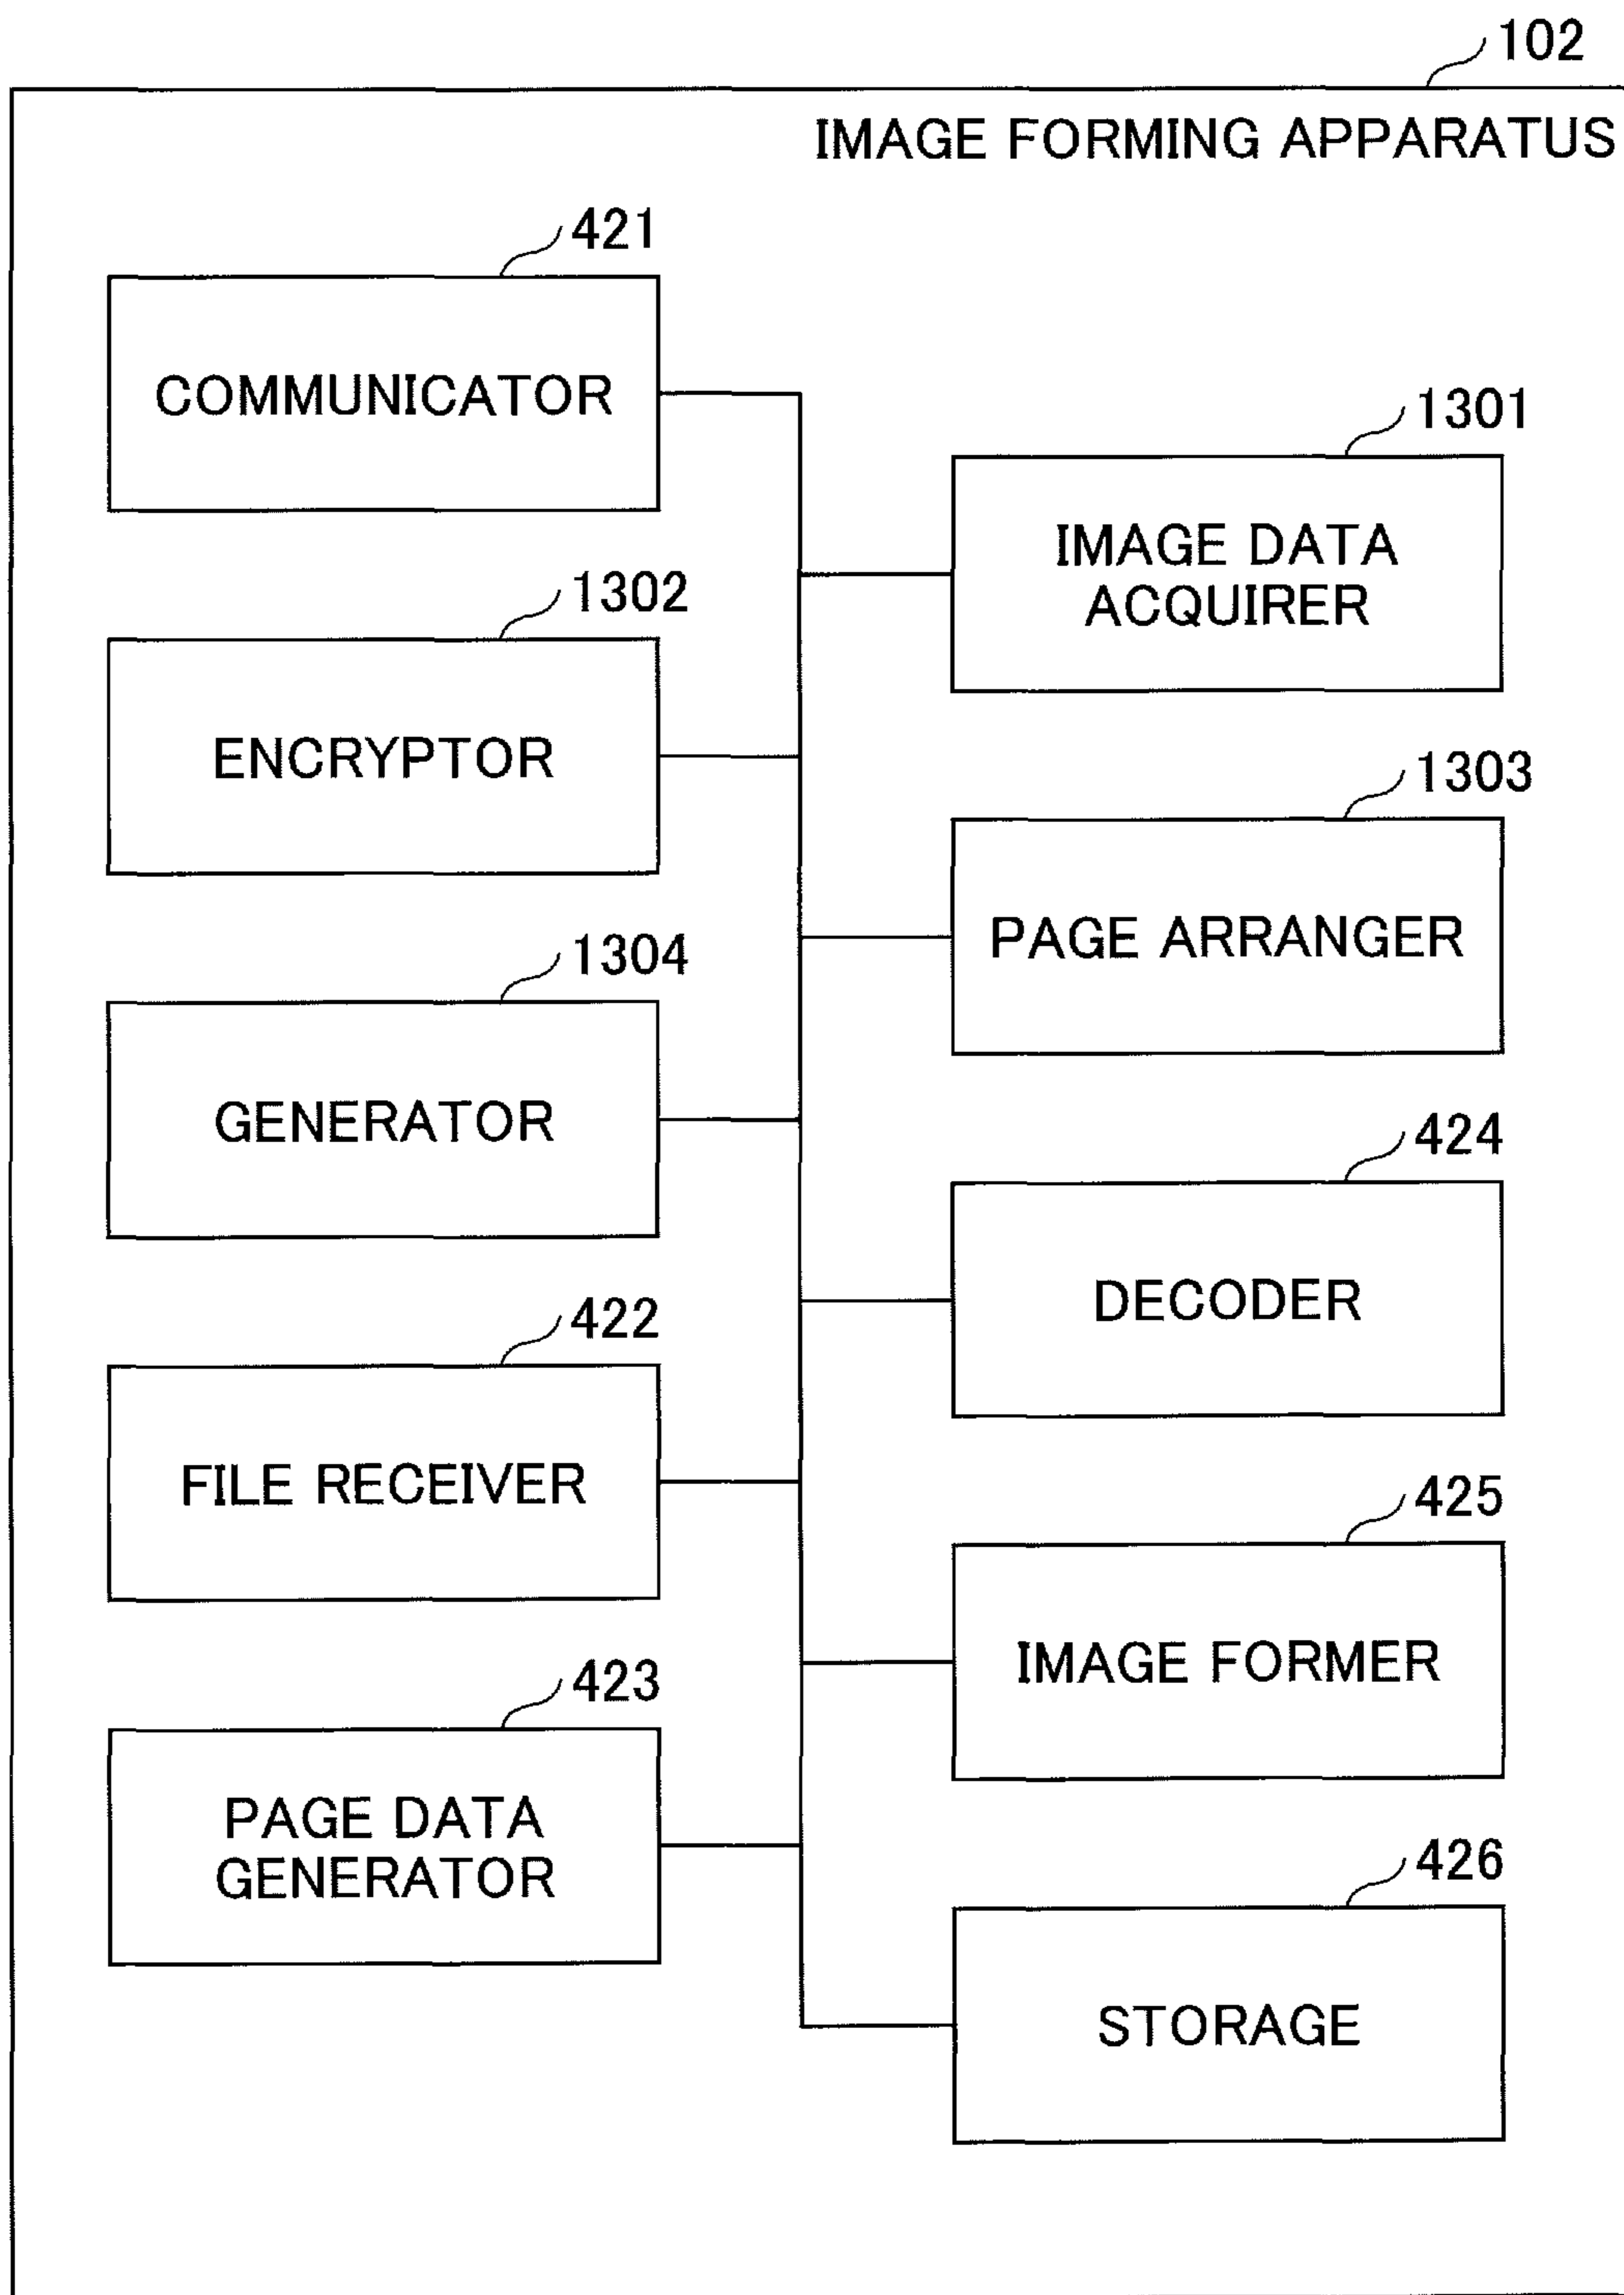 102
IMAGE FORMING APPARATUS
421
COMMUNICATOR
1301
IMAGE DATA
ACQUIRER
1302
ENCRYPTOR
1303
PAGE ARRANGER
1304
GENERATOR
424
DECODER
422
FILE RECEIVER
425
IMAGE FORMER
423
PAGE DATA
GENERATOR
426
STORAGE